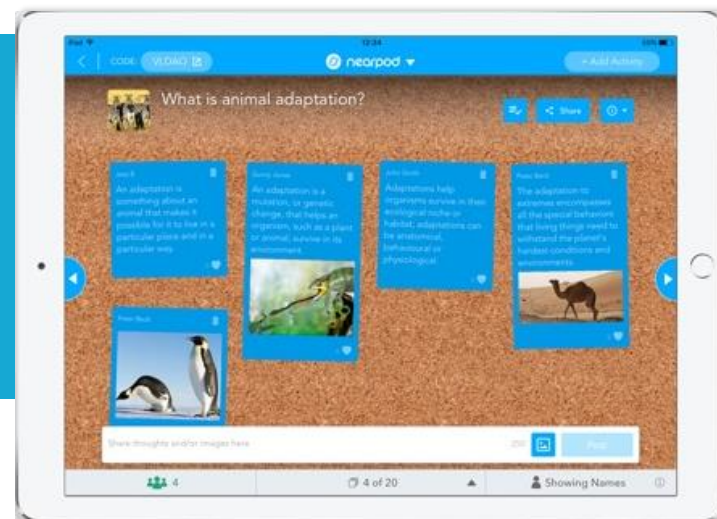 iPad
12:34
CODE: VLDAO
nearpod
+ Add Activity
What is animal adaptation?
Share
An adaptation is
something about an
animal that makes it
possible for it to live in a
particular place and in a
particular way.
An adaptation is a
mutation, or genetic
change, that helps an
organism, such as a plant
or animal, survive in its
environment.
Adaptations help
organisms survive in their
ecological niche or
habitat; adaptations can
be anatomical,
behavioural or
physiological
The adaptation to
extremes encompasses
all the special behaviors
that living things need to
withstand the planet's
harshest conditions and
environments.
Share thoughts and/or images here
250
Post
4
4 of 20
Showing Names